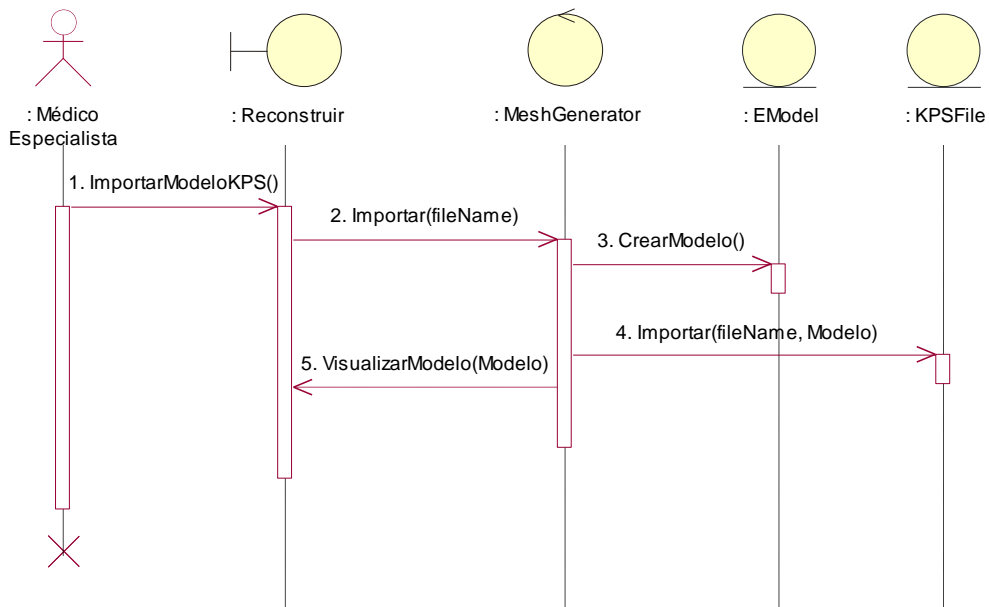 : Médico
Especialista
: Reconstruir
: MeshGenerator
: EModel
: KPSFile
1. ImportarModeloKPS()
2. Importar(fileName)
3. CrearModelo()
4. Importar(fileName, Modelo)
5. VisualizarModelo(Modelo)